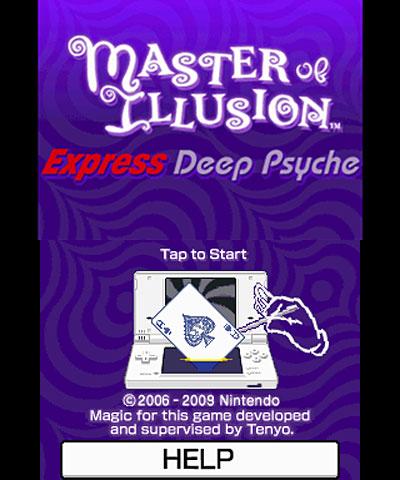 MASTER of
ILLUSION™
Express Deep Psyche
Tap to Start
A
©2006-2009 Nintendo
Magic for this game developed
and supervised by Tenyo.
HELP